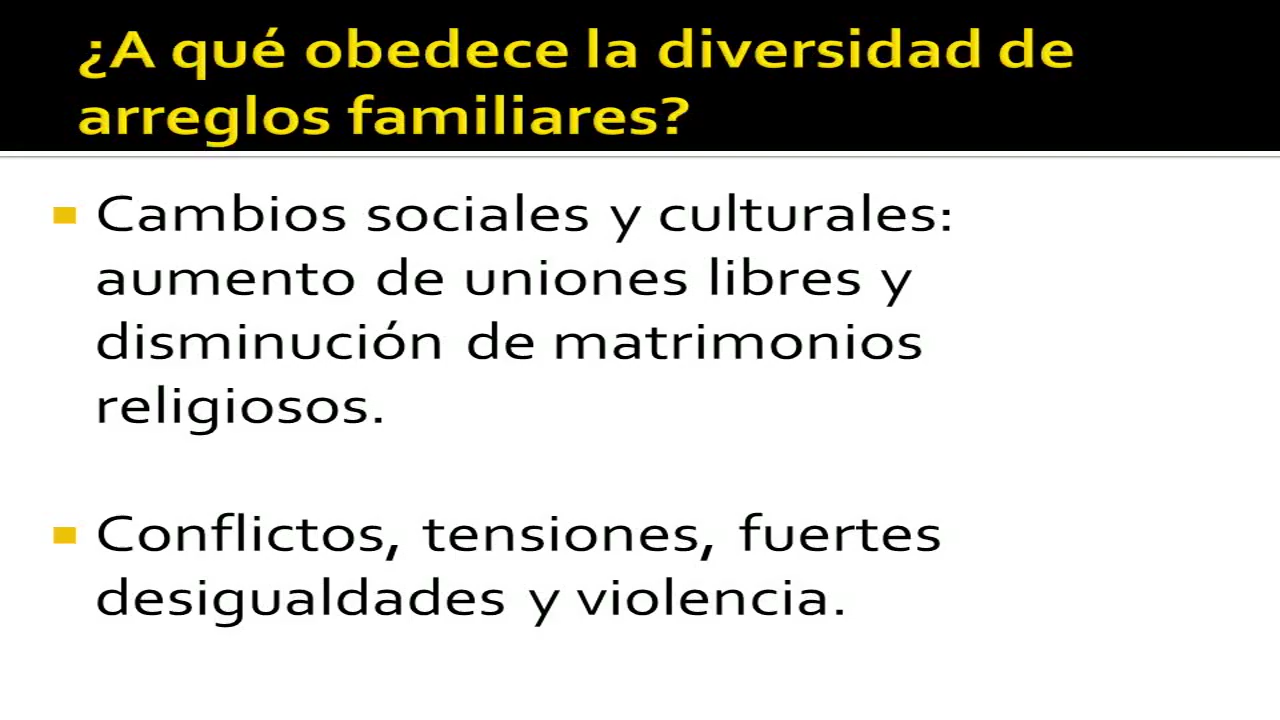 ¿A qué obedece la diversidad de
arreglos familiares?
Cambios sociales y culturales:
aumento de uniones libres y
disminución de matrimonios
religiosos.
Conflictos, tensiones, fuertes
desigualdades y violencia.